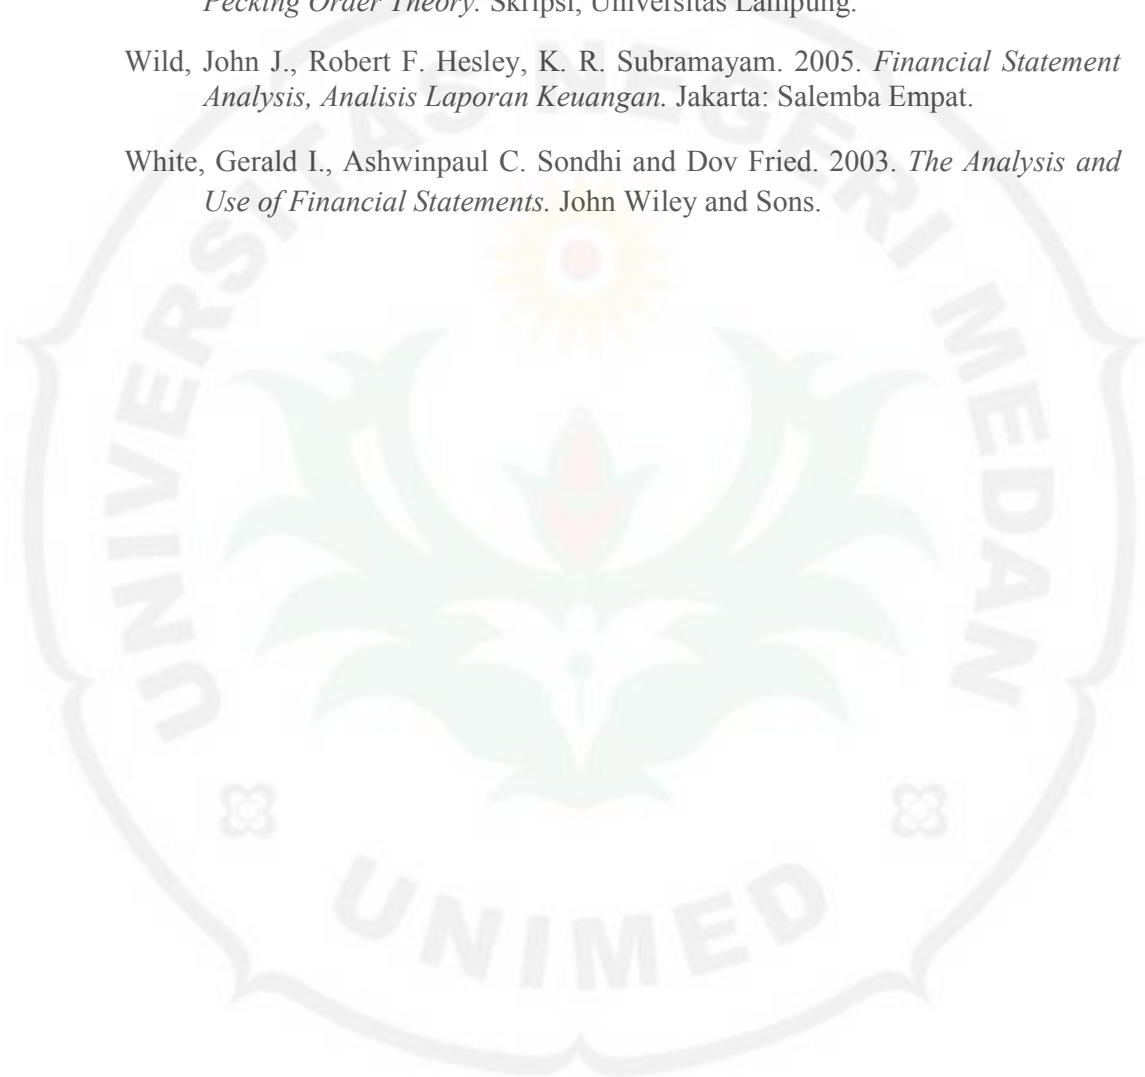 Pecking Order Theory. Skripsi, Universitas Lampung.
Wild, John J., Robert F. Hesley, K. R. Subramayam. 2005. Financial Statement
Analysis, Analisis Laporan Keuangan. Jakarta: Salemba Empat.
White, Gerald I., Ashwinpaul C. Sondhi and Dov Fried. 2003. The Analysis and
Use of Financial Statements. John Wiley and Sons.
UNIVERSITAS NEGERI MEDAN
UNIMED